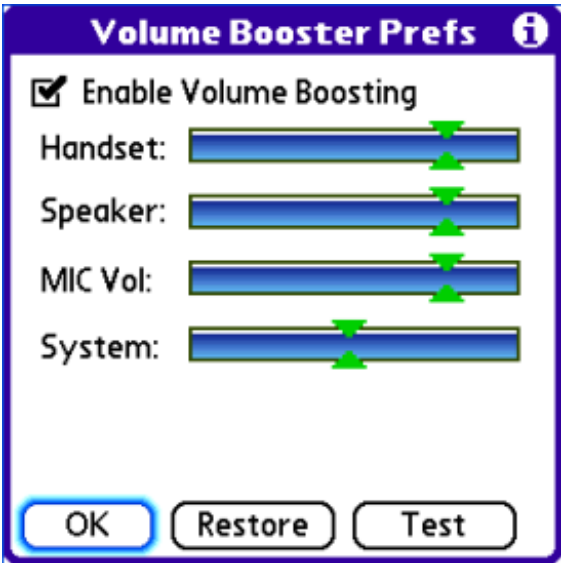 Volume Booster Prefs i
Enable Volume Boosting
Handset:
Speaker:
MIC Vol:
System:
OK Restore Test